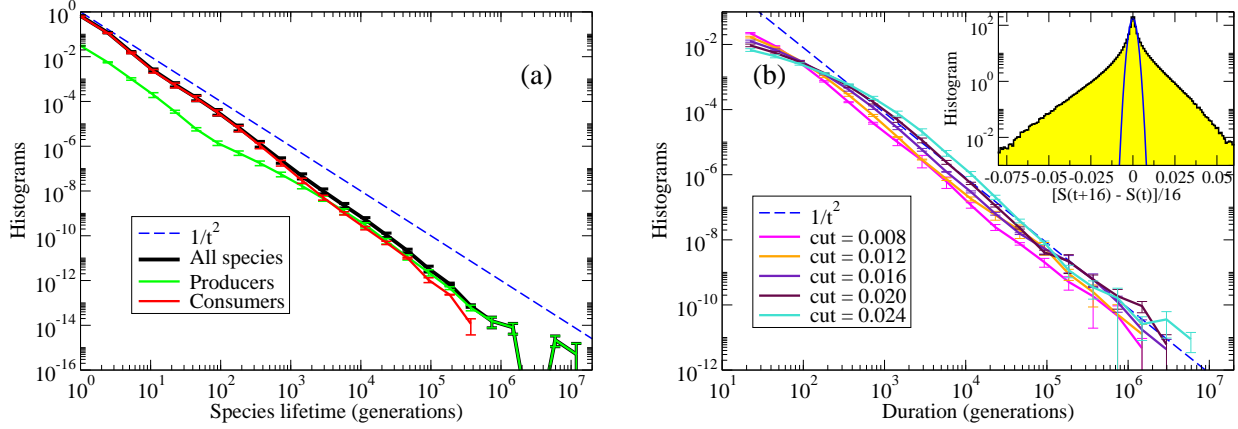 (a)
Histograms
10^0
10^-2
10^-4
10^-6
10^-8
10^-10
10^-12
10^-14
10^-16
1/t^2
All species
Producers
Consumers
10^0 10^1 10^2 10^3 10^4 10^5 10^6 10^7
Species lifetime (generations)
(b)
Histograms
10^-2
10^-4
10^-6
10^-8
10^-10
10^-12
1/t^2
cut = 0.008
cut = 0.012
cut = 0.016
cut = 0.020
cut = 0.024
10^1 10^2 10^3 10^4 10^5 10^6 10^7
Duration (generations)
Histogram
10^2
10^0
10^-2
-0.075 -0.05 -0.025 0 0.025 0.05
[S(t+16) - S(t)]/16